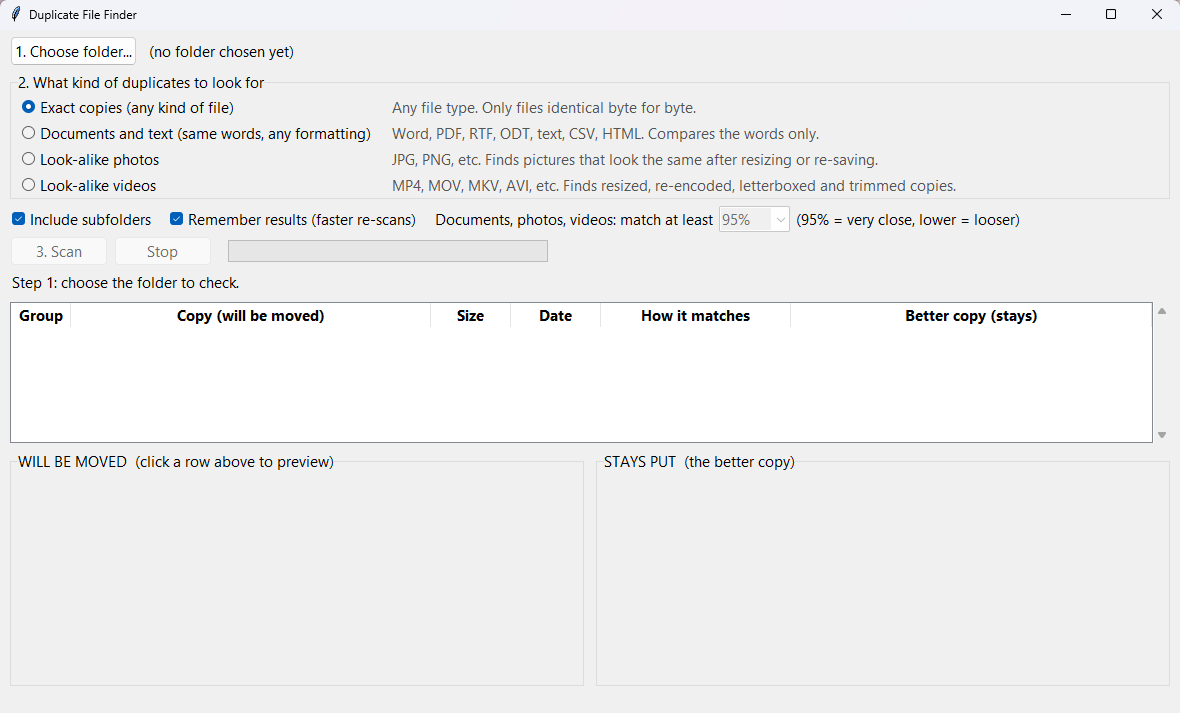 Duplicate File Finder
1. Choose folder... (no folder chosen yet)
2. What kind of duplicates to look for
Exact copies (any kind of file) Any file type. Only files identical byte for byte.
Documents and text (same words, any formatting) Word, PDF, RTF, ODT, text, CSV, HTML. Compares the words only.
Look-alike photos JPG, PNG, etc. Finds pictures that look the same after resizing or re-saving.
Look-alike videos MP4, MOV, MKV, AVI, etc. Finds resized, re-encoded, letterboxed and trimmed copies.
Include subfolders Remember results (faster re-scans) Documents, photos, videos: match at least 95% (95% = very close, lower = looser)
3. Scan Stop
Step 1: choose the folder to check.
Group Copy (will be moved) Size Date How it matches Better copy (stays)
WILL BE MOVED (click a row above to preview) STAYS PUT (the better copy)